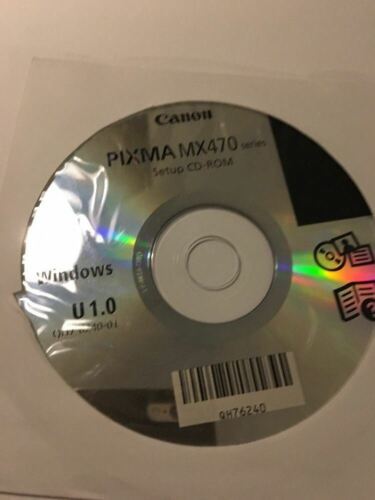 Canon
PIXMA MX470 series
Setup CD-ROM
Windows
U 1.0
QH76240